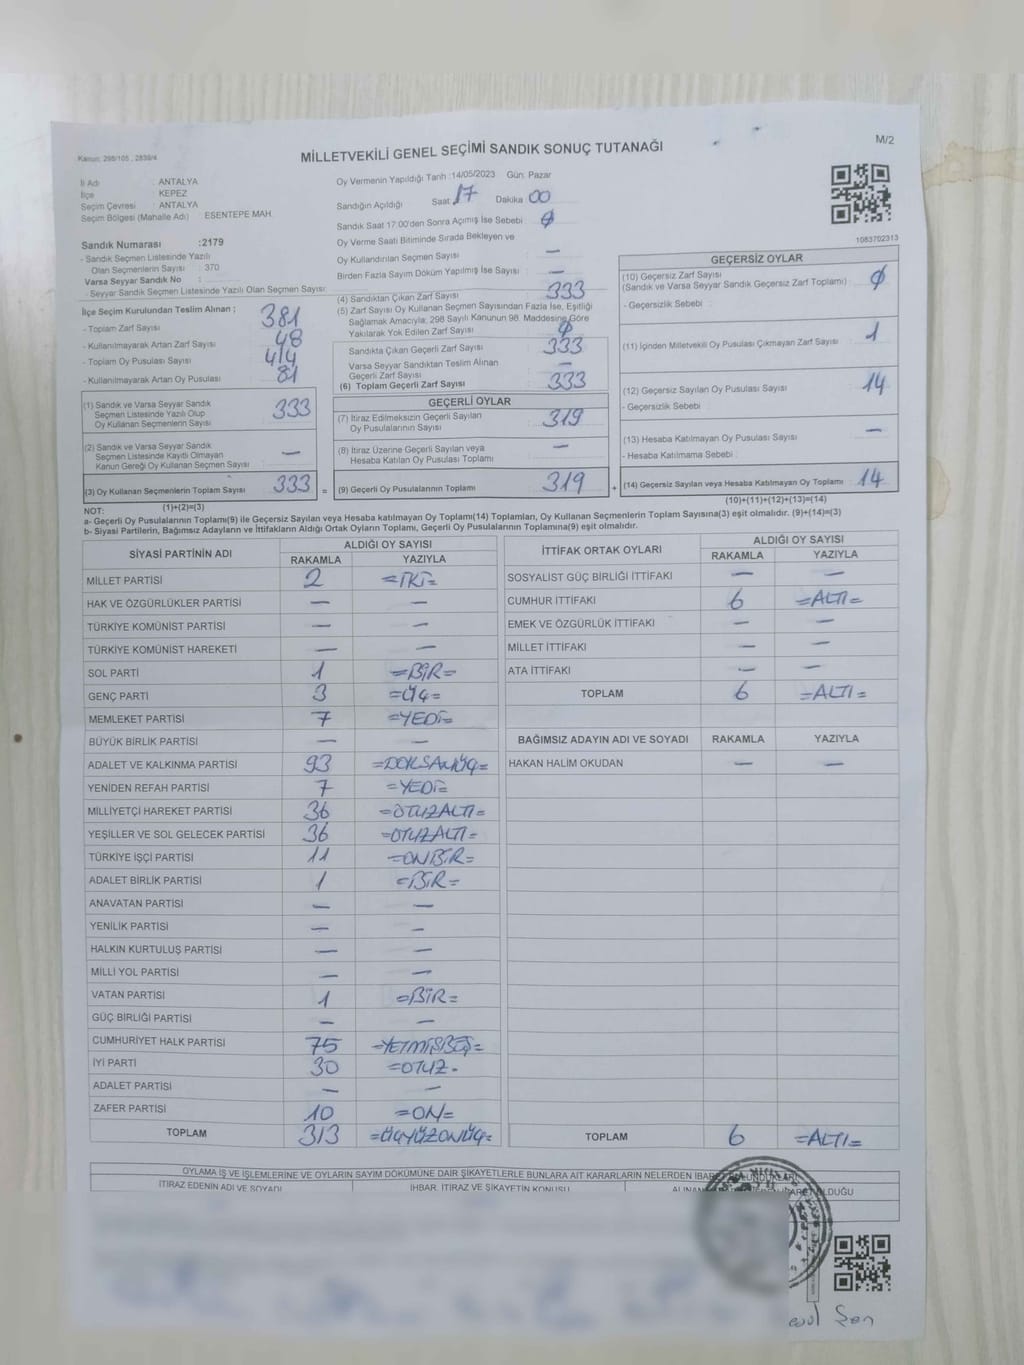 Kanun: 298/105 , 2839/4
M/2
MİLLETVEKİLİ GENEL SEÇİMİ SANDIK SONUÇ TUTANAĞI
İl Adı : ANTALYA
İlçe : KEPEZ
Seçim Çevresi : ANTALYA
Seçim Bölgesi (Mahalle Adı) : ESENTEPE MAH.
Sandık Numarası :2179
- Sandık Seçmen Listesinde Yazılı
Olan Seçmenlerin Sayısı : 370
Varsa Seyyar Sandık No :
- Seyyar Sandık Seçmen Listesinde Yazılı Olan Seçmen Sayısı:
Oy Vermenin Yapıldığı Tarih :14/05/2023 Gün: Pazar
Sandığın Açıldığı Saat 17 Dakika 00
Sandık Saat 17:00'den Sonra Açılmış İse Sebebi Ø
Oy Verme Saati Bitiminde Sırada Bekleyen ve
Oy Kullandırılan Seçmen Sayısı : —
Birden Fazla Sayım Döküm Yapılmış İse Sayısı : —
1083702313
İlçe Seçim Kurulundan Teslim Alınan ;
- Toplam Zarf Sayısı : 381
- Kullanılmayarak Artan Zarf Sayısı : 48
- Toplam Oy Pusulası Sayısı : 414
- Kullanılmayarak Artan Oy Pusulası : 81
(1) Sandık ve Varsa Seyyar Sandık
Seçmen Listesinde Yazılı Olup
Oy Kullanan Seçmenlerin Sayısı : 333
(2) Sandık ve Varsa Seyyar Sandık
Seçmen Listesinde Kayıtlı Olmayan
Kanun Gereği Oy Kullanan Seçmen Sayısı : —
(3) Oy Kullanan Seçmenlerin Toplam Sayısı : 333 =
(1)+(2)=(3)
(4) Sandıktan Çıkan Zarf Sayısı : 333
(5) Zarf Sayısı Oy Kullanan Seçmen Sayısından Fazla İse, Eşitliği
Sağlamak Amacıyla; 298 Sayılı Kanunun 98. Maddesine Göre
Yakılarak Yok Edilen Zarf Sayısı : Ø
Sandıkta Çıkan Geçerli Zarf Sayısı : 333
Varsa Seyyar Sandıktan Teslim Alınan
Geçerli Zarf Sayısı : —
(6) Toplam Geçerli Zarf Sayısı : 333
GEÇERLİ OYLAR
(7) İtiraz Edilmeksizin Geçerli Sayılan
Oy Pusulalarının Sayısı : 319
(8) İtiraz Üzerine Geçerli Sayılan veya
Hesaba Katılan Oy Pusulası Toplamı : —
(9) Geçerli Oy Pusulalarının Toplamı : 319 +
GEÇERSİZ OYLAR
(10) Geçersiz Zarf Sayısı
(Sandık ve Varsa Seyyar Sandık Geçersiz Zarf Toplamı) : Ø
- Geçersizlik Sebebi :
(11) İçinden Milletvekili Oy Pusulası Çıkmayan Zarf Sayısı : 1
(12) Geçersiz Sayılan Oy Pusulası Sayısı : 14
- Geçersizlik Sebebi :
(13) Hesaba Katılmayan Oy Pusulası Sayısı : —
- Hesaba Katılmama Sebebi :
(14) Geçersiz Sayılan veya Hesaba Katılmayan Oy Toplamı : 14
(10)+(11)+(12)+(13)=(14)
NOT:
a- Geçerli Oy Pusulalarının Toplamı(9) ile Geçersiz Sayılan veya Hesaba katılmayan Oy Toplamı(14) Toplamları, Oy Kullanan Seçmenlerin Toplam Sayısına(3) eşit olmalıdır. (9)+(14)=(3)
b- Siyasi Partilerin, Bağımsız Adayların ve İttifakların Aldığı Ortak Oyların Toplamı, Geçerli Oy Pusulalarının Toplamına(9) eşit olmalıdır.
SİYASİ PARTİNİN ADI ALDIĞI OY SAYISI
RAKAMLA YAZIYLA
MİLLET PARTİSİ 2 =İKİ=
HAK VE ÖZGÜRLÜKLER PARTİSİ — —
TÜRKİYE KOMÜNİST PARTİSİ — —
TÜRKİYE KOMÜNİST HAREKETİ — —
SOL PARTİ 1 =BİR=
GENÇ PARTİ 3 =ÜÇ=
MEMLEKET PARTİSİ 7 =YEDİ=
BÜYÜK BİRLİK PARTİSİ — —
ADALET VE KALKINMA PARTİSİ 93 =DOKSANÜÇ=
YENİDEN REFAH PARTİSİ 7 =YEDİ=
MİLLİYETÇİ HAREKET PARTİSİ 36 =OTUZALTI=
YEŞİLLER VE SOL GELECEK PARTİSİ 36 =OTUZALTI=
TÜRKİYE İŞÇİ PARTİSİ 11 =ONBİR=
ADALET BİRLİK PARTİSİ 1 =BİR=
ANAVATAN PARTİSİ — —
YENİLİK PARTİSİ — —
HALKIN KURTULUŞ PARTİSİ — —
MİLLİ YOL PARTİSİ — —
VATAN PARTİSİ 1 =BİR=
GÜÇ BİRLİĞİ PARTİSİ — —
CUMHURİYET HALK PARTİSİ 75 =YETMİŞBEŞ=
İYİ PARTİ 30 =OTUZ-
ADALET PARTİSİ — —
ZAFER PARTİSİ 10 =ON=
TOPLAM 313 =ÜÇYÜZONÜÇ=
İTTİFAK ORTAK OYLARI ALDIĞI OY SAYISI
RAKAMLA YAZIYLA
SOSYALİST GÜÇ BİRLİĞİ İTTİFAKI — —
CUMHUR İTTİFAKI 6 =ALTI=
EMEK VE ÖZGÜRLÜK İTTİFAKI — —
MİLLET İTTİFAKI — —
ATA İTTİFAKI — —
TOPLAM 6 =ALTI=
BAĞIMSIZ ADAYIN ADI VE SOYADI RAKAMLA YAZIYLA
HAKAN HALİM OKUDAN — —
TOPLAM 6 =ALTI=
OYLAMA İŞ VE İŞLEMLERİNE VE OYLARIN SAYIM DÖKÜMÜNE DAİR ŞİKAYETLERLE BUNLARA AİT KARARLARIN NELERDEN İBARET BULUNDUKLARI
İTİRAZ EDENİN ADI VE SOYADI İHBAR, İTİRAZ VE ŞİKAYETİN KONUSU OLDUĞU